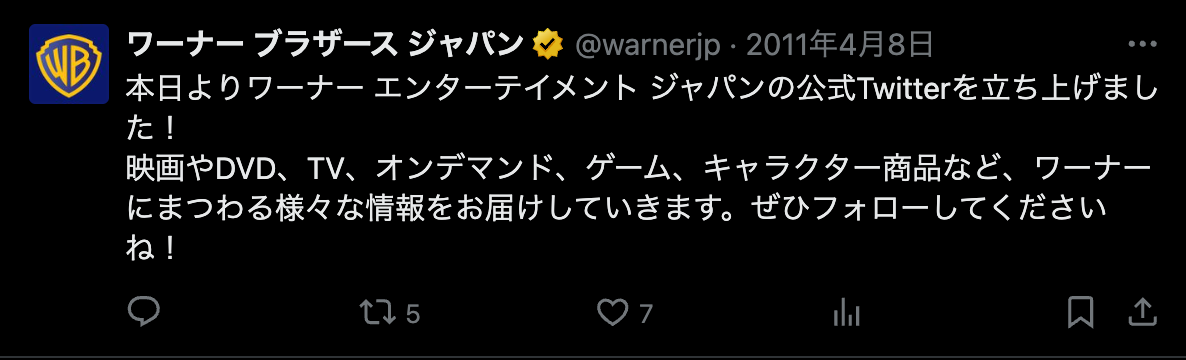 ワーナー ブラザース ジャパン @warnerjp · 2011年4月8日
WB
本日よりワーナー エンターテイメント ジャパンの公式Twitterを立ち上げまし
た！
映画やDVD、TV、オンデマンド、ゲーム、キャラクター商品など、ワーナー
にまつわる様々な情報をお届けしていきます。ぜひフォローしてください
ね！
5 7